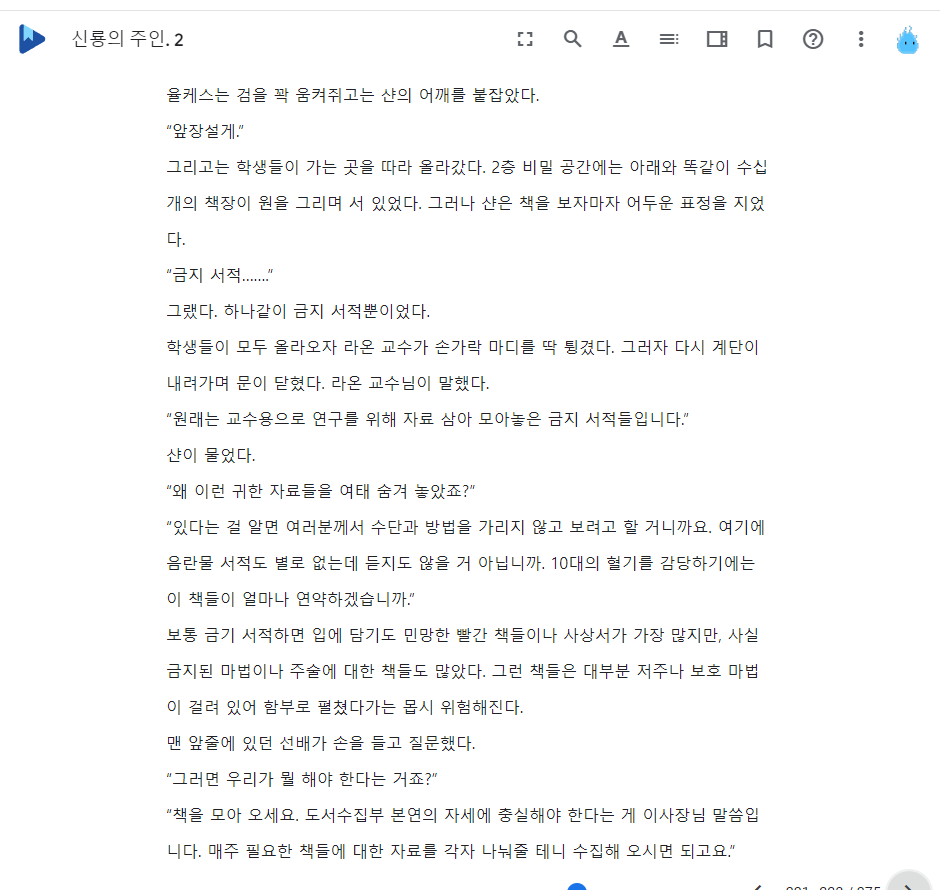 신룡의 주인. 2
율케스는 검을 꽉 움켜쥐고는 샨의 어깨를 붙잡았다.
“앞장설게.”
그리고는 학생들이 가는 곳을 따라 올라갔다. 2층 비밀 공간에는 아래와 똑같이 수십
개의 책장이 원을 그리며 서 있었다. 그러나 샨은 책을 보자마자 어두운 표정을 지었
다.
“금지 서적…….”
그랬다. 하나같이 금지 서적뿐이었다.
학생들이 모두 올라오자 라온 교수가 손가락 마디를 딱 튕겼다. 그러자 다시 계단이
내려가며 문이 닫혔다. 라온 교수님이 말했다.
“원래는 교수용으로 연구를 위해 자료 삼아 모아놓은 금지 서적들입니다.”
샨이 물었다.
“왜 이런 귀한 자료들을 여태 숨겨 놓았죠?”
“있다는 걸 알면 여러분께서 수단과 방법을 가리지 않고 보려고 할 거니까요. 여기에
음란물 서적도 별로 없는데 듣지도 않을 거 아닙니까. 10대의 혈기를 감당하기에는
이 책들이 얼마나 연약하겠습니까.”
보통 금기 서적하면 입에 담기도 민망한 빨간 책들이나 사상서가 가장 많지만, 사실
금지된 마법이나 주술에 대한 책들도 많았다. 그런 책들은 대부분 저주나 보호 마법
이 걸려 있어 함부로 펼쳤다가는 몹시 위험해진다.
맨 앞줄에 있던 선배가 손을 들고 질문했다.
“그러면 우리가 뭘 해야 한다는 거죠?”
“책을 모아 오세요. 도서수집부 본연의 자세에 충실해야 한다는 게 이사장님 말씀입
니다. 매주 필요한 책들에 대한 자료를 각자 나눠줄 테니 수집해 오시면 되고요.”